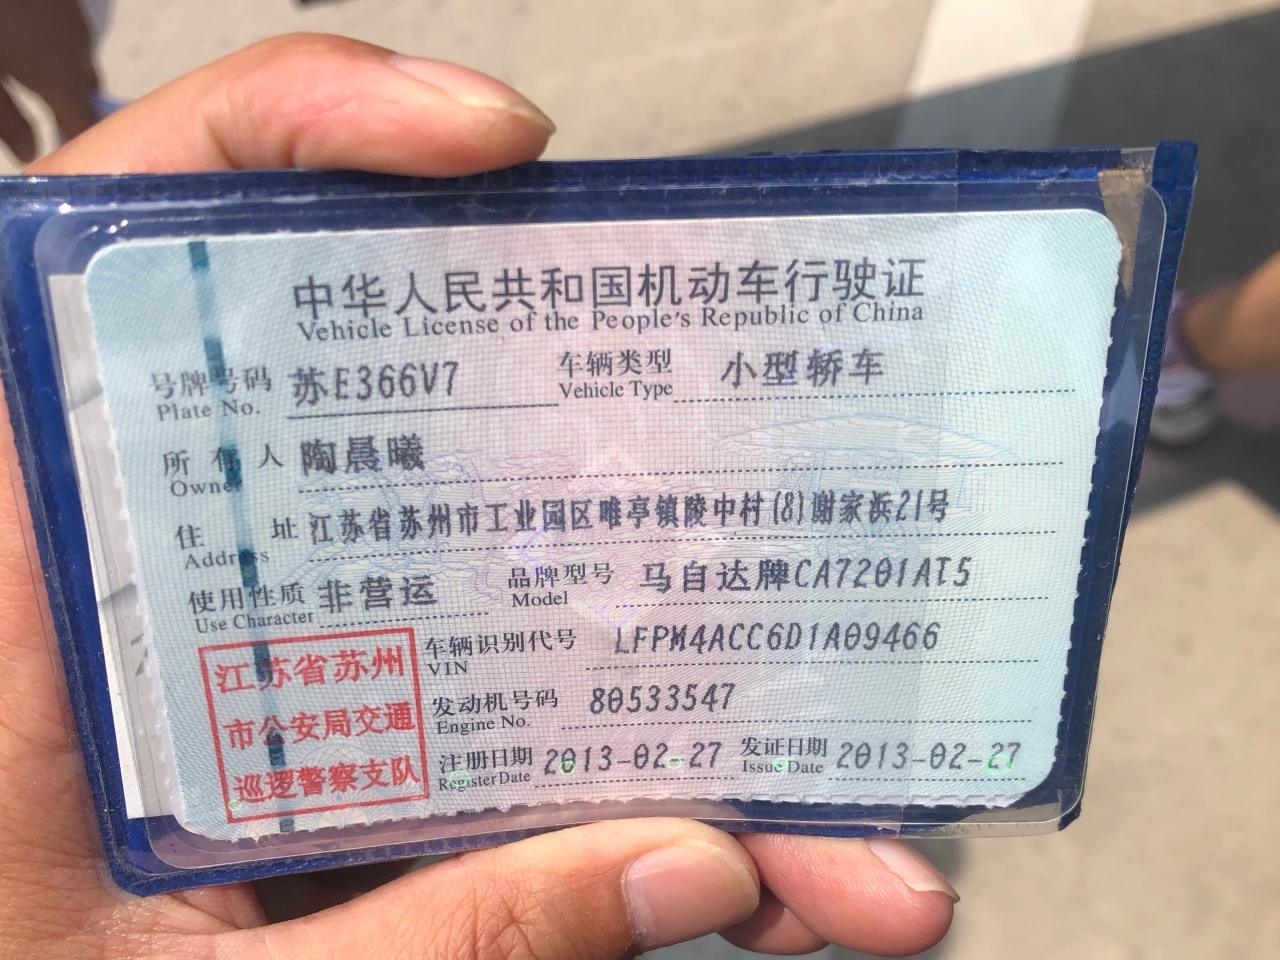 中华人民共和国机动车行驶证
Vehicle License of the People's Republic of China
号牌号码 苏E366V7 车辆类型 小型轿车
Plate No. Vehicle Type
所有人 陶晨曦
Owner
住址 江苏省苏州市工业园区唯亭镇陵中村(8)谢家浜21号
Address
使用性质 非营运 品牌型号 马自达牌CA7201AT5
Use Character Model
江苏省苏州
市公安局交通
巡逻警察支队
车辆识别代号 LFPM4ACC6D1A09466
VIN
发动机号码 80533547
Engine No.
注册日期 2013-02-27 发证日期 2013-02-27
Register Date Issue Date